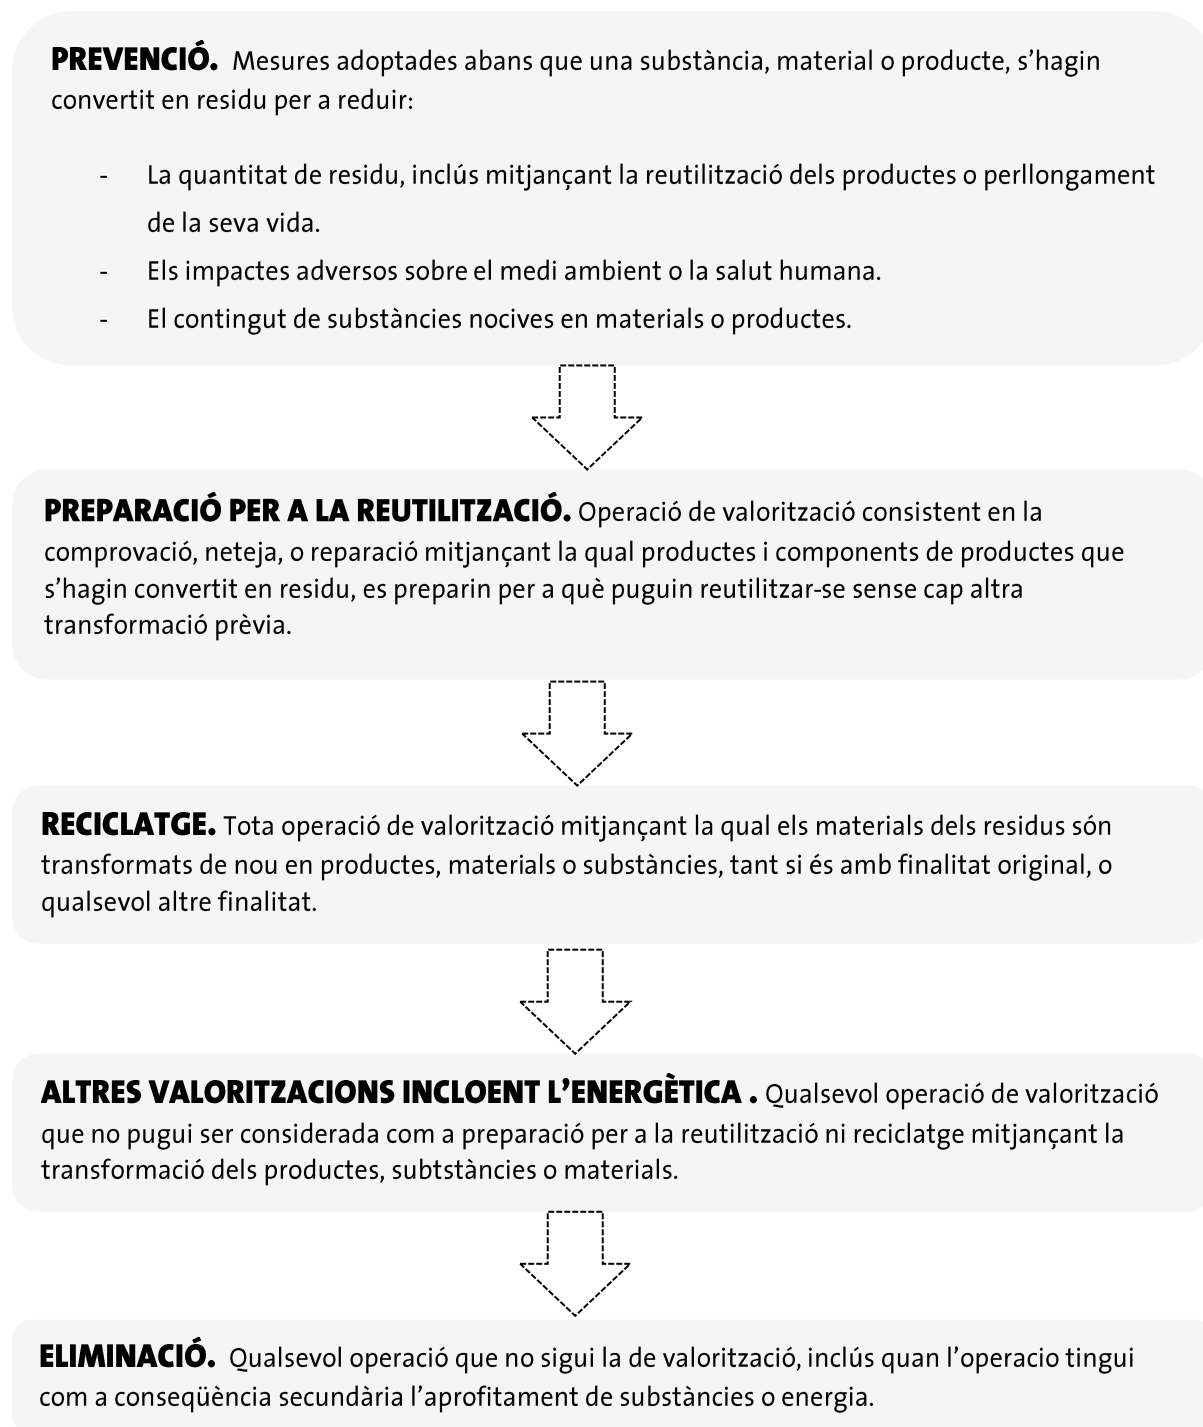 PREVENCIÓ. Mesures adoptades abans que una substància, material o producte, s'hagin
convertit en residu per a reduir:
- La quantitat de residu, inclús mitjançant la reutilització dels productes o perllongament
de la seva vida.
- Els impactes adversos sobre el medi ambient o la salut humana.
- El contingut de substàncies nocives en materials o productes.
PREPARACIÓ PER A LA REUTILITZACIÓ. Operació de valorització consistent en la
comprovació, neteja, o reparació mitjançant la qual productes i components de productes que
s'hagin convertit en residu, es preparin per a què puguin reutilitzar-se sense cap altra
transformació prèvia.
RECICLATGE. Tota operació de valorització mitjançant la qual els materials dels residus són
transformats de nou en productes, materials o substàncies, tant si és amb finalitat original, o
qualsevol altre finalitat.
ALTRES VALORITZACIONS INCLOENT L'ENERGÈTICA . Qualsevol operació de valorització
que no pugui ser considerada com a preparació per a la reutilització ni reciclatge mitjançant la
transformació dels productes, subtstàncies o materials.
ELIMINACIÓ. Qualsevol operació que no sigui la de valorització, inclús quan l'operacio tingui
com a conseqüència secundària l'aprofitament de substàncies o energia.